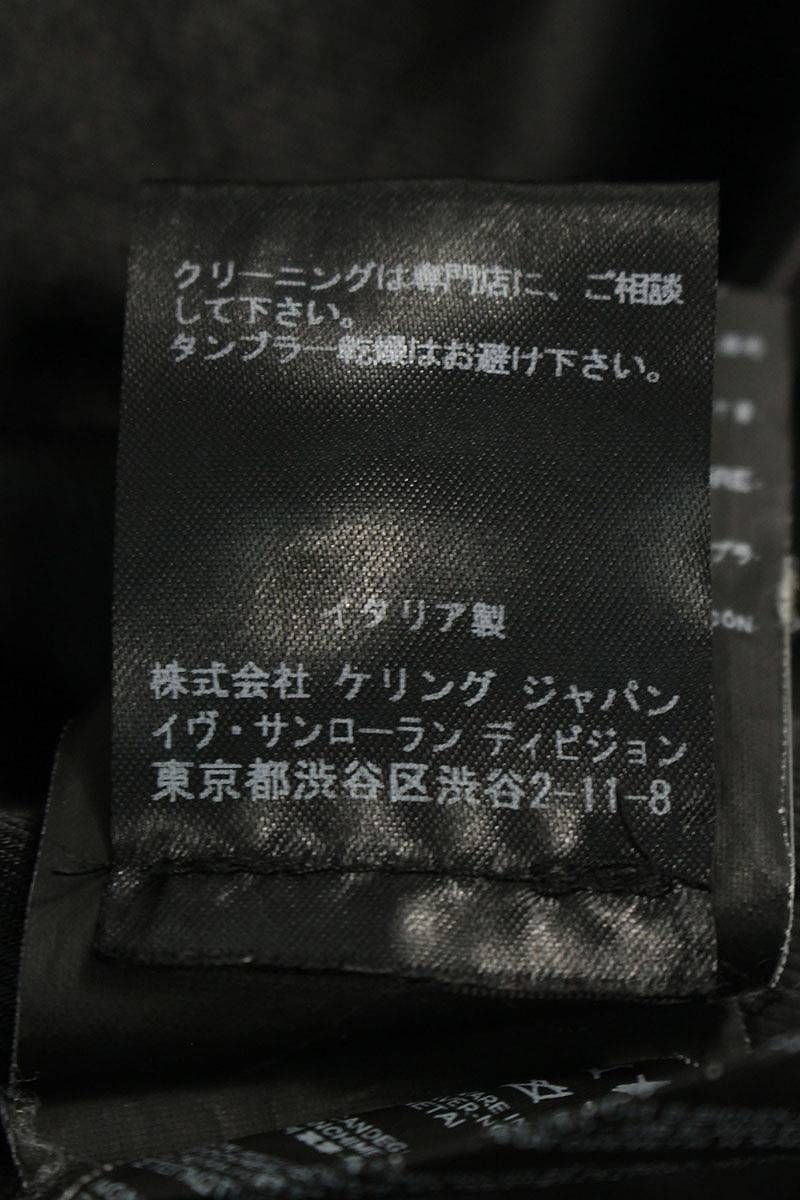 クリーニングは専門店に、ご相談
して下さい。
タンブラー乾燥はお避け下さい。
イタリア製
株式会社 ケリング ジャパン
イヴ・サンローラン ディビジョン
東京都渋谷区渋谷2-11-8
プラ